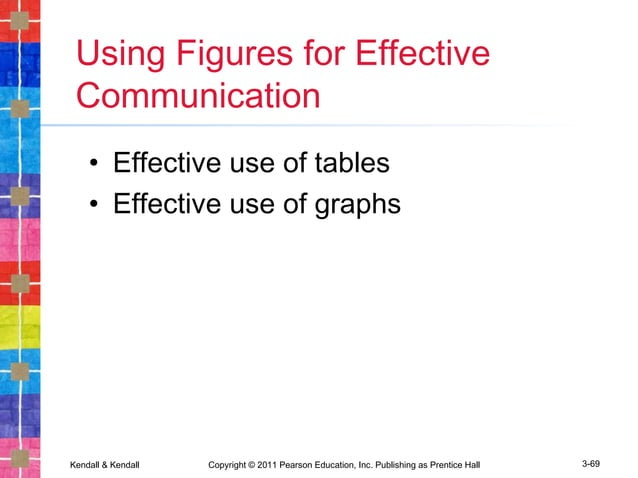 Using Figures for Effective
Communication
• Effective use of tables
• Effective use of graphs
Kendall & Kendall Copyright © 2011 Pearson Education, Inc. Publishing as Prentice Hall 3-69